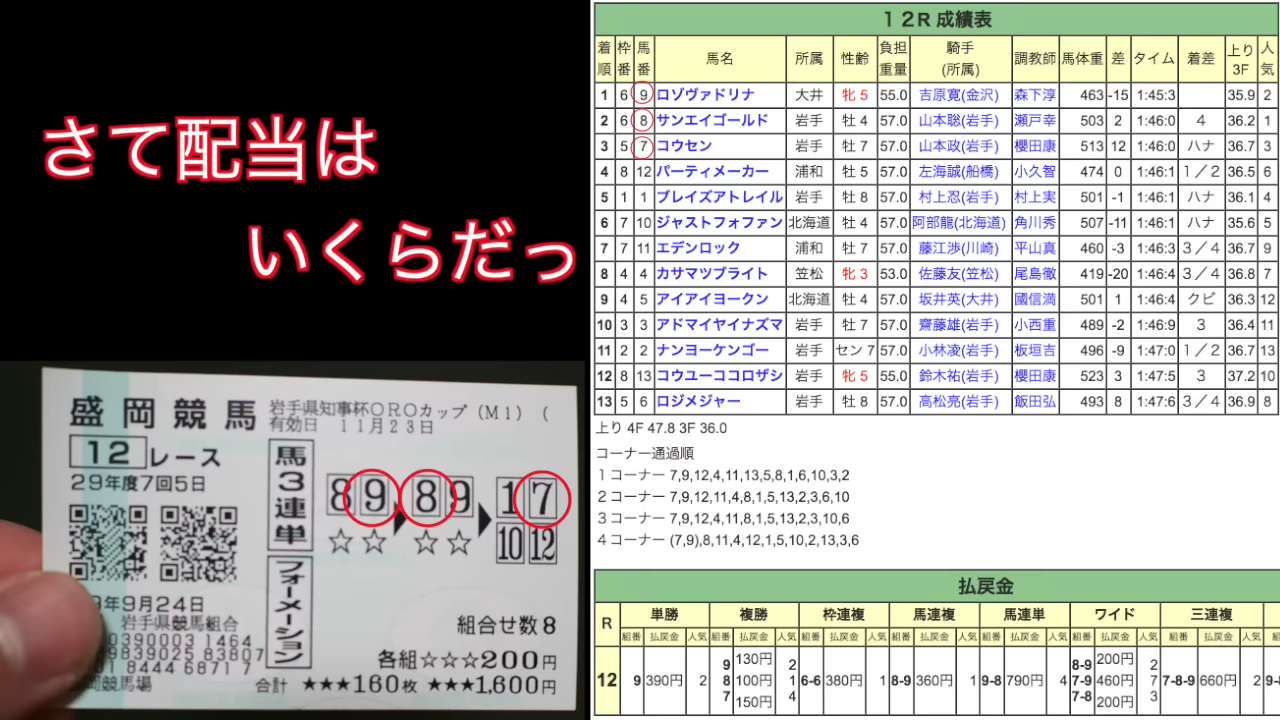 さて配当は
いくらだっ
盛岡競馬
岩手県知事杯OROカップ（M1）（
有効日 11月23日
12レース
29年度7回5日
馬3連単
フォーメーション
8 9 ▶ 8 9 ▶ 1 7
☆ ☆ ☆ ☆ 10 12
9年9月24日
岩手県競馬組合
組合せ数8
各組☆☆☆200円
合計 ★★★160枚 ★★★1,600円
12R 成績表
着順 枠番 馬番 馬名 所属 性齢 負担重量 騎手(所属) 調教師 馬体重 差 タイム 着差 上り3F 人気
1 6 9 ロゾヴァドリナ 大井 牝 5 55.0 吉原寛(金沢) 森下淳 463 -15 1:45:3 35.9 2
2 6 8 サンエイゴールド 岩手 牡 4 57.0 山本聡(岩手) 瀬戸幸 503 2 1:46:0 4 36.2 1
3 5 7 コウセン 岩手 牡 7 57.0 山本政(岩手) 櫻田康 513 12 1:46:0 ハナ 36.7 3
4 8 12 パーティメーカー 浦和 牡 5 57.0 左海誠(船橋) 小久智 474 0 1:46:1 1／2 36.5 6
5 1 1 ブレイズアトレイル 岩手 牡 8 57.0 村上忍(岩手) 村上実 501 -1 1:46:1 ハナ 36.1 4
6 7 10 ジャストフォファン 北海道 牡 4 57.0 阿部龍(北海道) 角川秀 507 -11 1:46:1 ハナ 35.6 5
7 7 11 エデンロック 浦和 牡 7 57.0 藤江渉(川崎) 平山真 460 -3 1:46:3 3／4 36.7 9
8 4 4 カサマツブライト 笠松 牝 3 53.0 佐藤友(笠松) 尾島徹 419 -20 1:46:4 3／4 36.8 7
9 4 5 アイアイヨークン 北海道 牡 4 57.0 坂井英(大井) 國信満 501 1 1:46:4 クビ 36.3 12
10 3 3 アドマイヤイナズマ 岩手 牡 7 57.0 齋藤雄(岩手) 小西重 489 -2 1:46:9 3 36.4 11
11 2 2 ナンヨーケンゴー 岩手 セン 7 57.0 小林凌(岩手) 板垣吉 496 -9 1:47:0 1／2 36.7 13
12 8 13 コウユーココロザシ 岩手 牝 5 55.0 鈴木祐(岩手) 櫻田康 523 3 1:47:5 3 37.2 10
13 5 6 ロジメジャー 岩手 牡 8 57.0 高松亮(岩手) 飯田弘 493 8 1:47:6 3／4 36.9 8
上り 4F 47.8 3F 36.0
コーナー通過順
1コーナー 7,9,12,4,11,13,5,8,1,6,10,3,2
2コーナー 7,9,12,11,4,8,1,5,13,2,3,6,10
3コーナー 7,9,12,4,11,8,1,5,13,2,3,10,6
4コーナー (7,9),8,11,4,12,1,5,10,2,13,3,6
払戻金
R 単勝 複勝 枠連複 馬連複 馬連単 ワイド 三連複
組番 払戻金 人気 組番 払戻金 人気 組番 払戻金 人気 組番 払戻金 人気 組番 払戻金 人気 組番 払戻金 人気 組番 払戻金 人気
12 9 390円 2 9 130円 2 6-6 380円 1 8-9 360円 1 9-8 790円 4 8-9 200円 2 7-8-9 660円 2
8 100円 1 7-9 460円 7
7 150円 4 7-8 200円 3